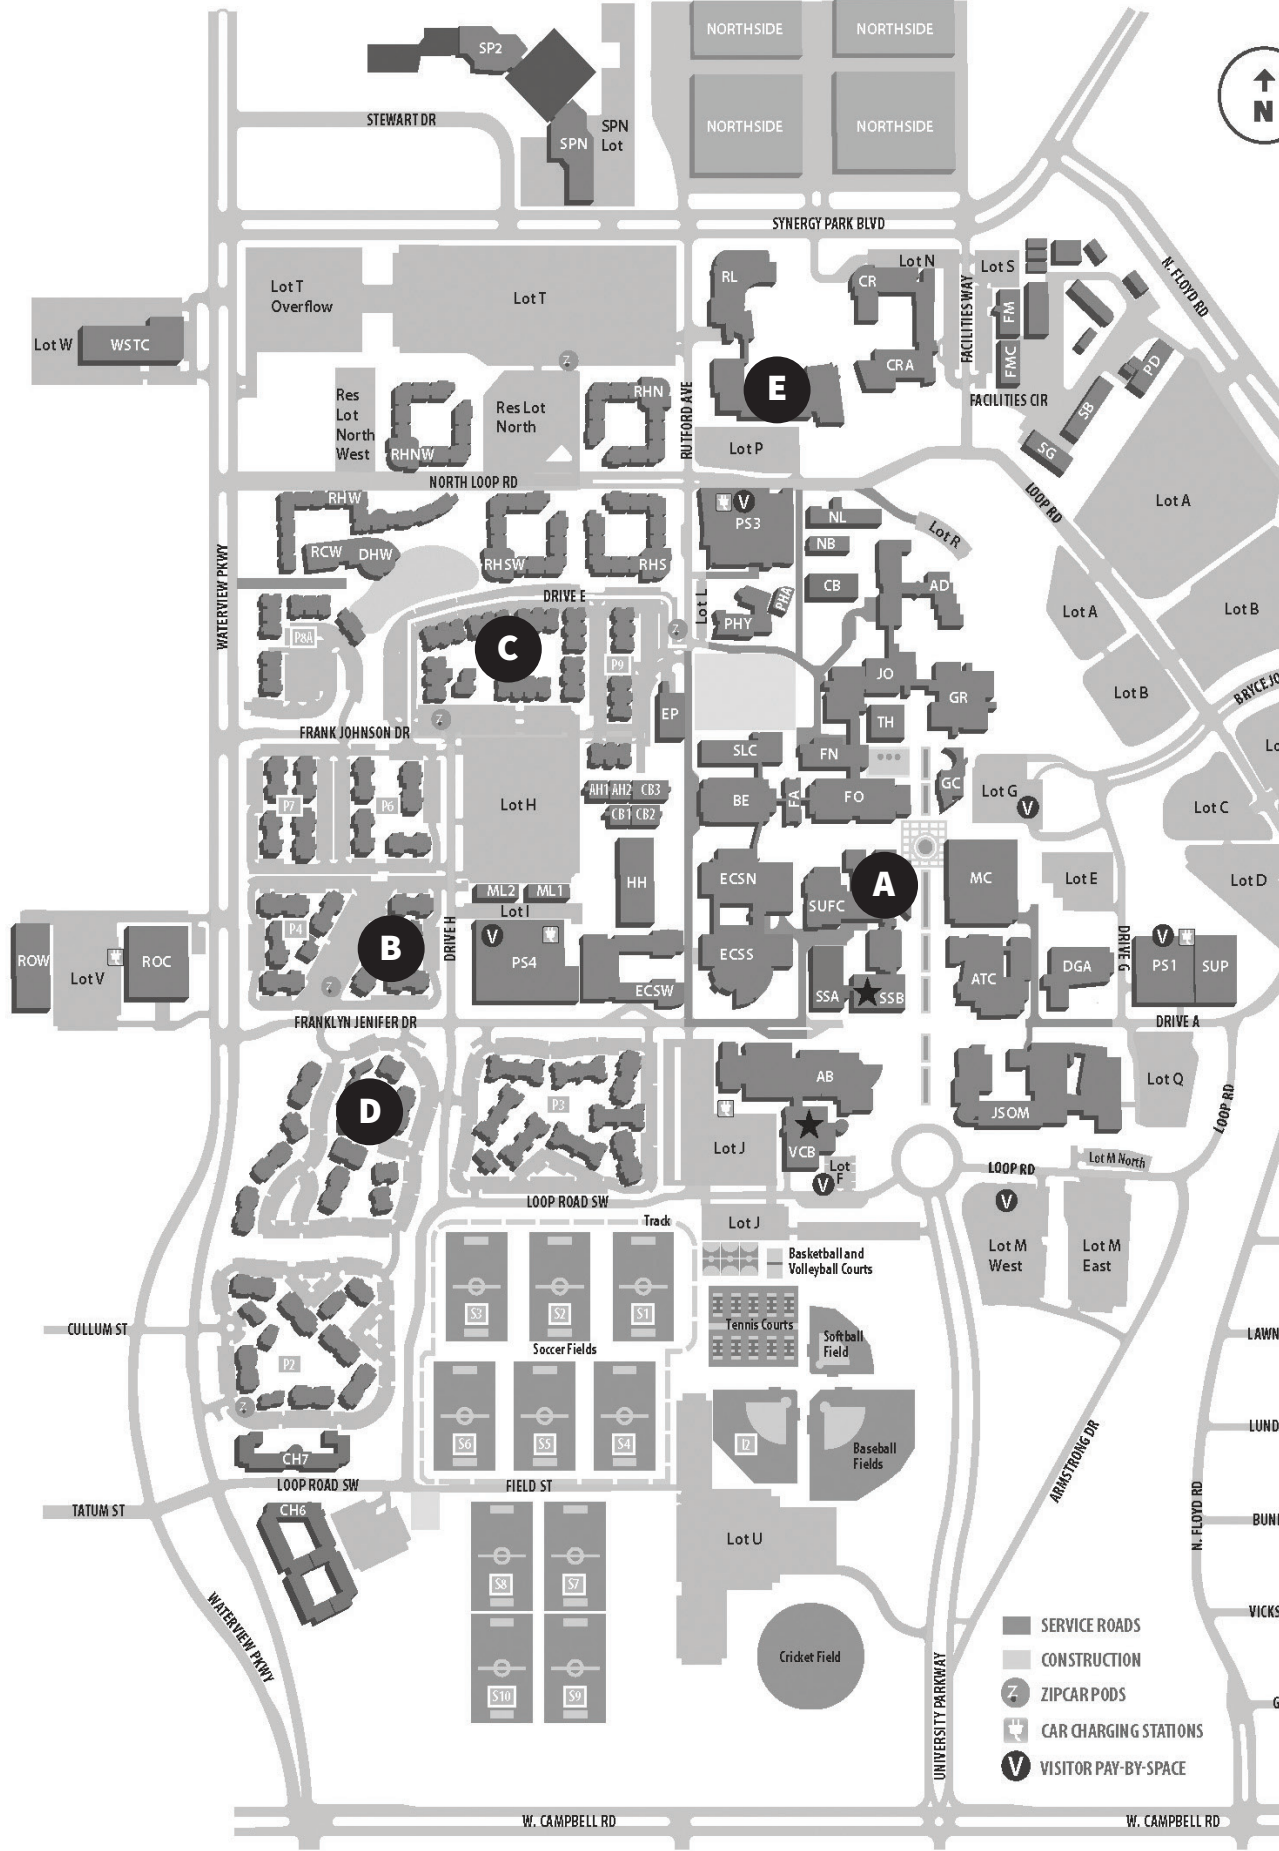 NORTHSIDE
NORTHSIDE
SP2
STEWART DR
SPN
Lot
SPN
NORTHSIDE
NORTHSIDE
N
SYNERGY PARK BLVD
N. FLOYD RD
Lot T
Overflow
Lot T
RL
CR
Lot N
Lot S
FACILITIES WAY
FM
Lot W
WSTC
CRA
FMC
PD
FACILITIES CIR
E
RHN
RUTFORD AVE
Res
Lot
North
West
RHNW
Res Lot
North
Lot P
SB
SG
NORTH LOOP RD
LOOP RD
Lot A
RHW
V
PS3
NL
NB
Lot R
RCW
DHW
RHSW
RHS
WATERVIEW PKWY
DRIVE E
Lot L
PHA
PHY
CB
AD
Lot A
Lot B
P8A
C
P9
Z
JO
GR
Lot B
BRYCE JO
EP
TH
Z
FRANK JOHNSON DR
SLC
FN
GC
Lot G
V
P7
P6
Lot H
AH1
AH2
CB3
CB1
CB2
BE
FA
FO
Lot C
HH
ECSN
A
SUFC
MC
Lot E
Lot D
ML2
ML1
Lot I
P4
B
DRIVE H
V
PS4
ROW
Lot V
ROC
ECSS
ECSW
SSA
SSB
ATC
DGA
DRIVE G
V
PS1
SUP
Z
FRANKLYN JENIFER DR
DRIVE A
D
P3
AB
Lot Q
JSOM
LOOP RD
Lot J
VCB
Lot
F
V
LOOP RD
Lot M North
LOOP ROAD SW
V
Track
Lot J
Basketball and
Volleyball Courts
Lot M
West
Lot M
East
S3
S2
S1
CULLUM ST
P2
Soccer Fields
Tennis Courts
Softball
Field
LAWN
Z
S6
S5
S4
I2
Baseball
Fields
ARMSTRONG DR
LUND
CH7
LOOP ROAD SW
FIELD ST
N. FLOYD RD
TATUM ST
CH6
Lot U
BUN
S8
S7
WATERVIEW PKWY
VICKS
SERVICE ROADS
Cricket Field
CONSTRUCTION
S10
S9
UNIVERSITY PARKWAY
Z
ZIPCAR PODS
CAR CHARGING STATIONS
V
VISITOR PAY-BY-SPACE
W. CAMPBELL RD
W. CAMPBELL RD